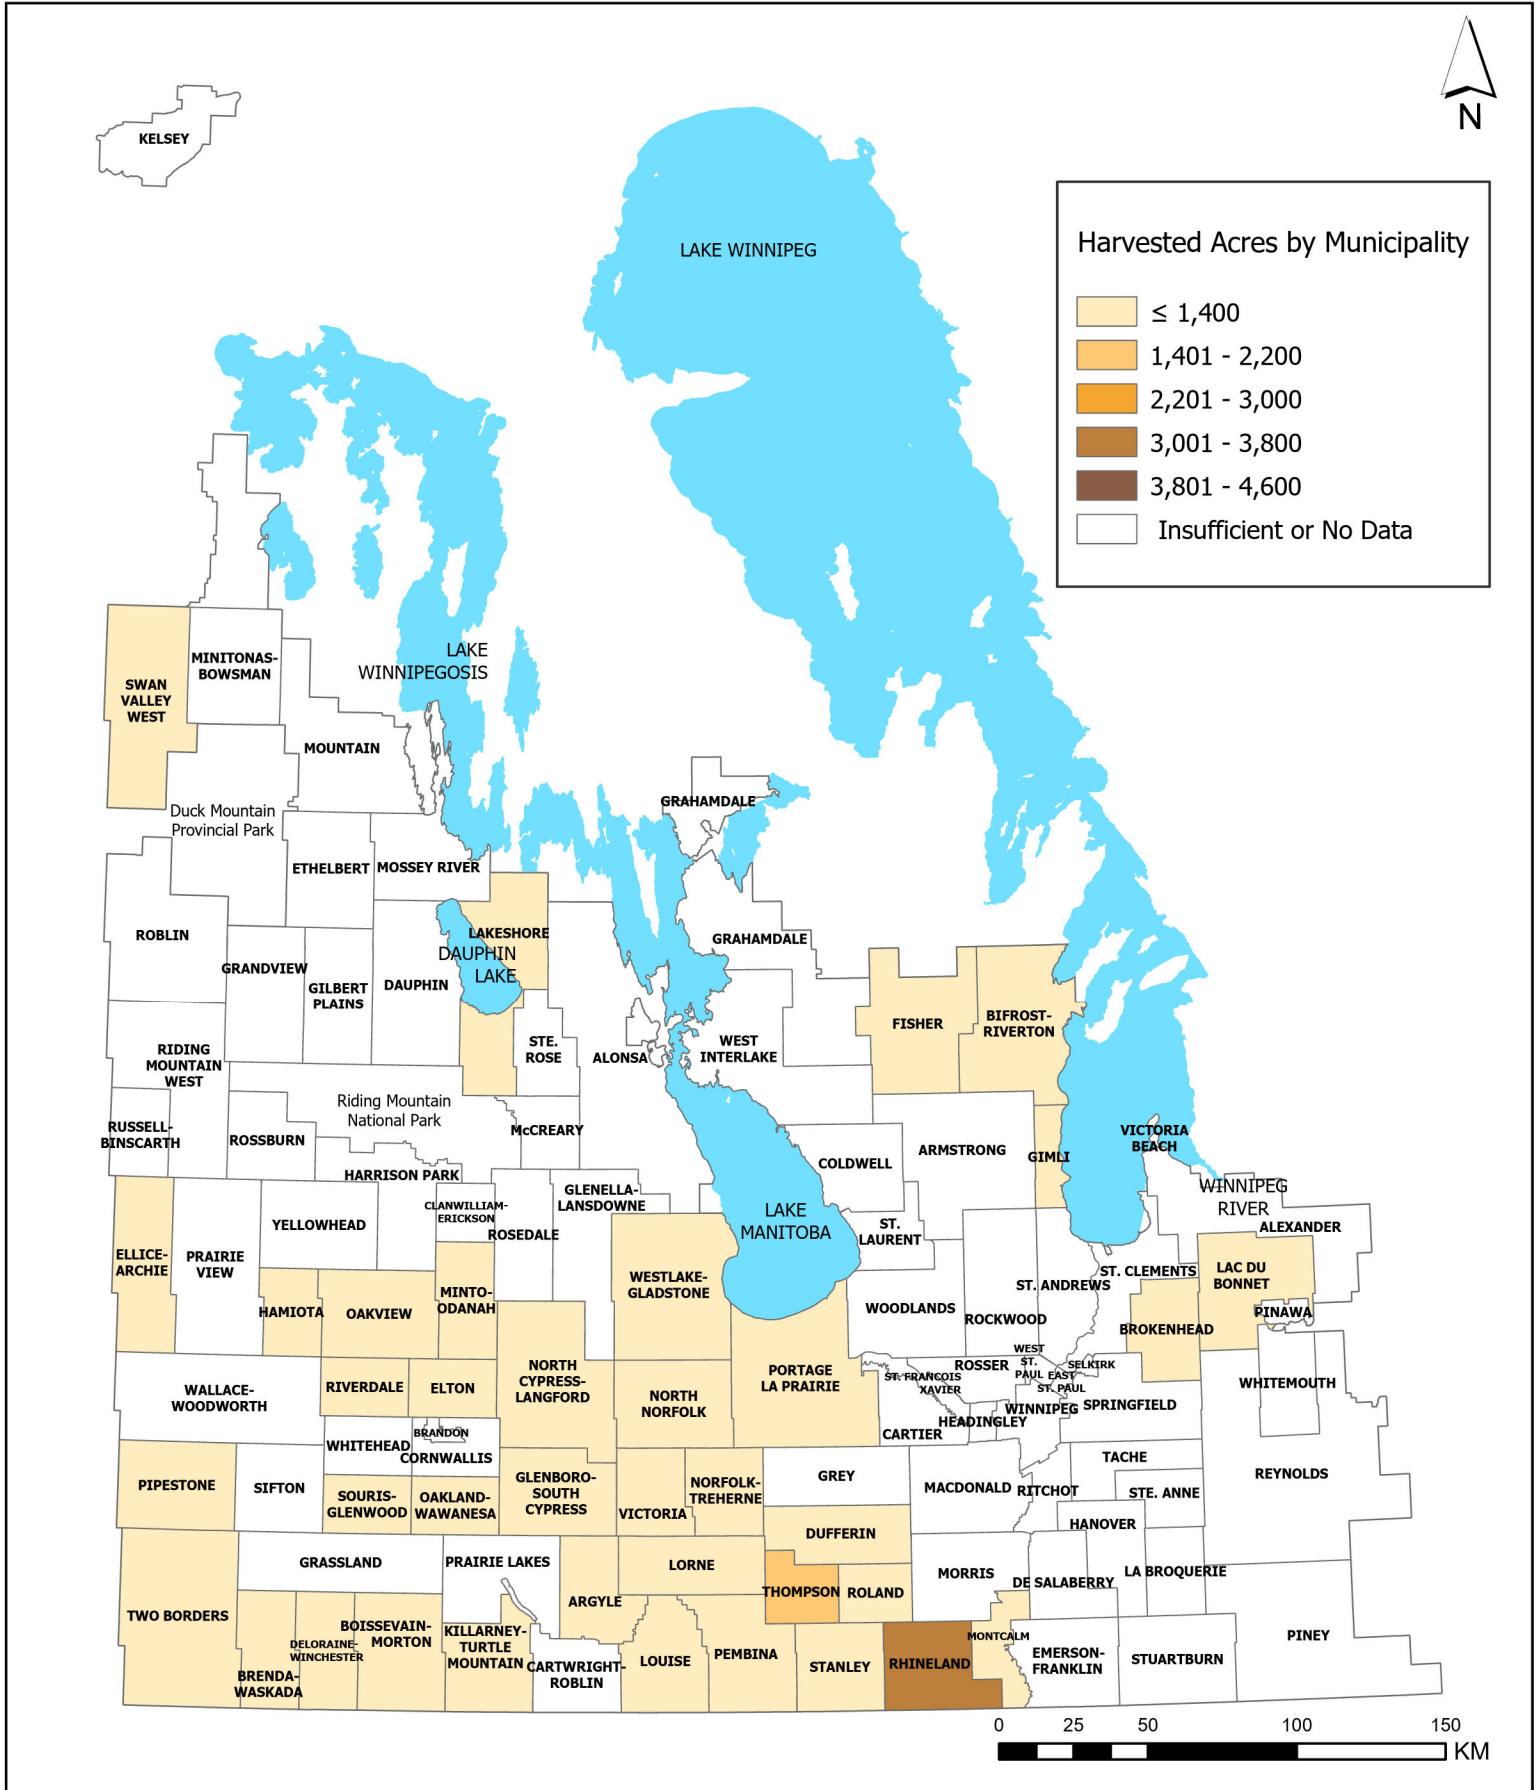 N
KELSEY
LAKE WINNIPEG
Harvested Acres by Municipality
≤ 1,400
1,401 - 2,200
2,201 - 3,000
3,001 - 3,800
3,801 - 4,600
Insufficient or No Data
LAKE
WINNIPEGOSIS
MINITONAS-
BOWSMAN
SWAN
VALLEY
WEST
MOUNTAIN
Duck Mountain
Provincial Park
GRAHAMDALE
ETHELBERT
MOSSEY RIVER
ROBLIN
LAKESHORE
DAUPHIN
LAKE
GRAHAMDALE
GRANDVIEW
GILBERT
PLAINS
DAUPHIN
FISHER
BIFROST-
RIVERTON
STE.
ROSE
ALONSA
WEST
INTERLAKE
RIDING
MOUNTAIN
WEST
Riding Mountain
National Park
RUSSELL-
BINSCARTH
ROSSBURN
McCREARY
VICTORIA
BEACH
ARMSTRONG
GIMLI
COLDWELL
HARRISON PARK
GLENELLA-
LANSDOWNE
WINNIPEG
RIVER
ALEXANDER
CLANWILLIAM-
ERICKSON
YELLOWHEAD
ROSEDALE
LAKE
MANITOBA
ST.
LAURENT
ELLICE-
ARCHIE
PRAIRIE
VIEW
WESTLAKE-
GLADSTONE
ST. ANDREWS
ST. CLEMENTS
LAC DU
BONNET
HAMIOTA
OAKVIEW
MINTO-
ODANAH
WOODLANDS
ROCKWOOD
BROKENHEAD
PINAWA
WEST
ST.
PAUL
ROSSER
SELKIRK
EAST
ST. PAUL
ST. FRANCOIS
XAVIER
NORTH
CYPRESS-
LANGFORD
PORTAGE
LA PRAIRIE
WALLACE-
WOODWORTH
RIVERDALE
ELTON
NORTH
NORFOLK
WHITEMOUTH
WINNIPEG
SPRINGFIELD
HEADINGLEY
CARTIER
BRANDON
WHITEHEAD
CORNWALLIS
TACHE
GREY
REYNOLDS
PIPESTONE
SIFTON
SOURIS-
GLENWOOD
OAKLAND-
WAWANESA
GLENBORO-
SOUTH
CYPRESS
VICTORIA
NORFOLK-
TREHERNE
MACDONALD
RITCHOT
STE. ANNE
HANOVER
DUFFERIN
GRASSLAND
PRAIRIE LAKES
LORNE
MORRIS
DE SALABERRY
LA BROQUERIE
THOMPSON
ROLAND
ARGYLE
TWO BORDERS
BOISSEVAIN-
MORTON
KILLARNEY-
TURTLE
MOUNTAIN
DELORAINE-
WINCHESTER
BRENDA-
WASKADA
CARTWRIGHT-
ROBLIN
LOUISE
PEMBINA
STANLEY
RHINELAND
MONTCALM
EMERSON-
FRANKLIN
STUARTBURN
PINEY
0 25 50 100 150
KM